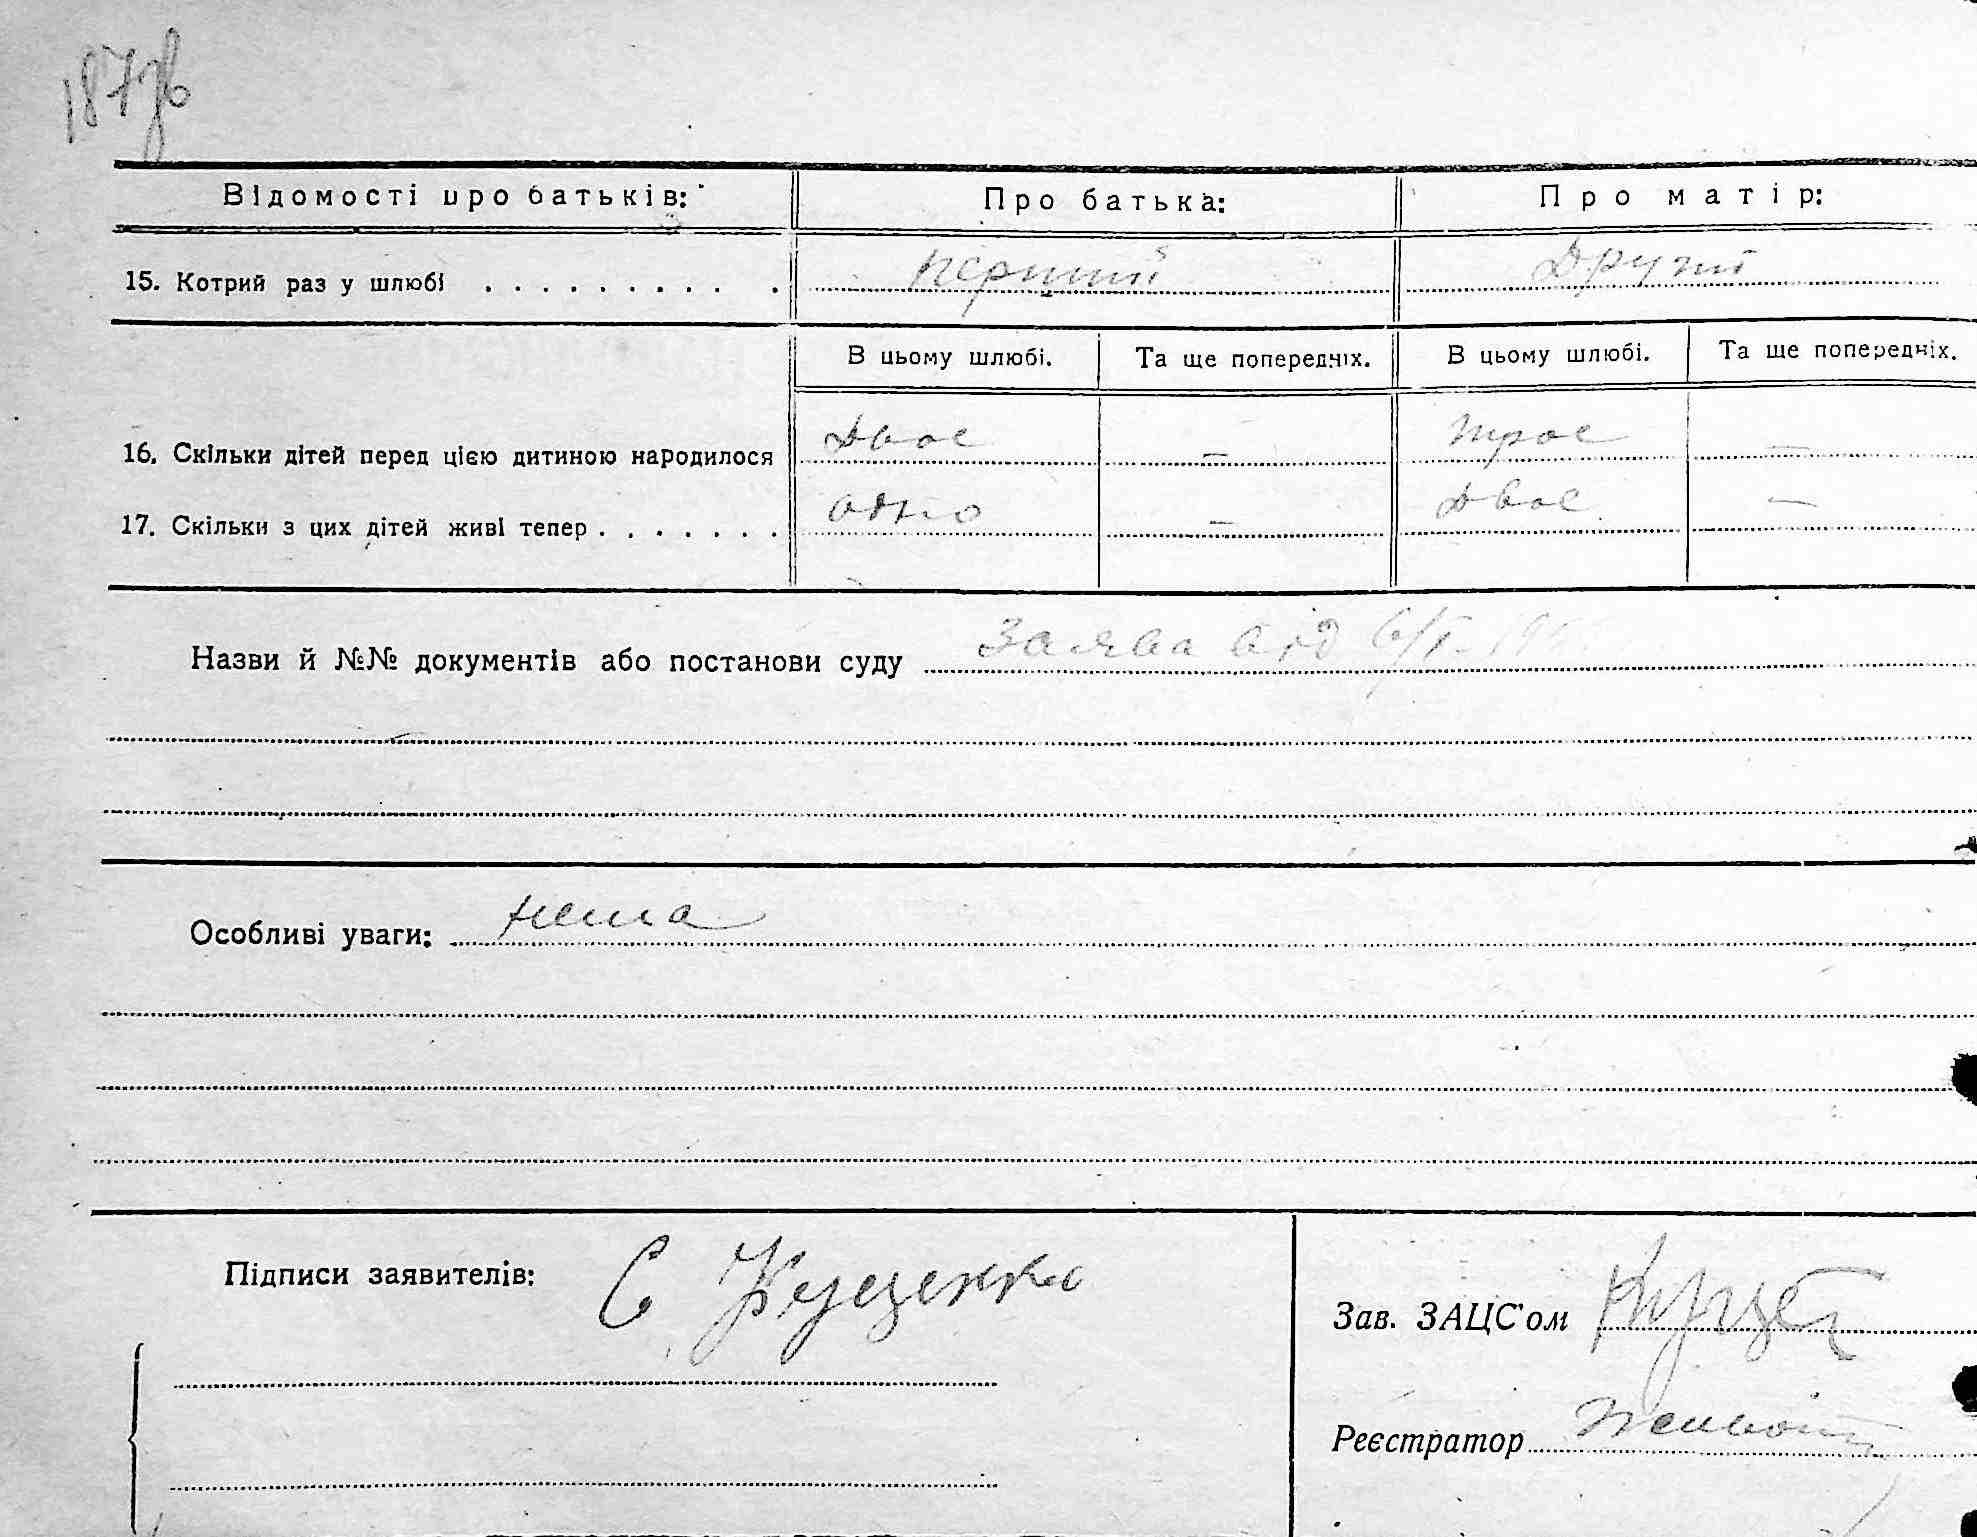 187
Відомості про батьків: Про батька: Про матір:
15. Котрий раз у шлюбі . . . . . . . . . . перший другий
В цьому шлюбі. Та ще попередніх. В цьому шлюбі. Та ще попередніх.
16. Скільки дітей перед цією дитиною народилося двоє — троє —
17. Скільки з цих дітей живі тепер . . . . . . . одно — двоє —
Назви й №№ документів або постанови суду Заява від
Особливі уваги: нема
Підписи заявителів: С Куценко
Зав. ЗАЦС'ом
Реєстратор